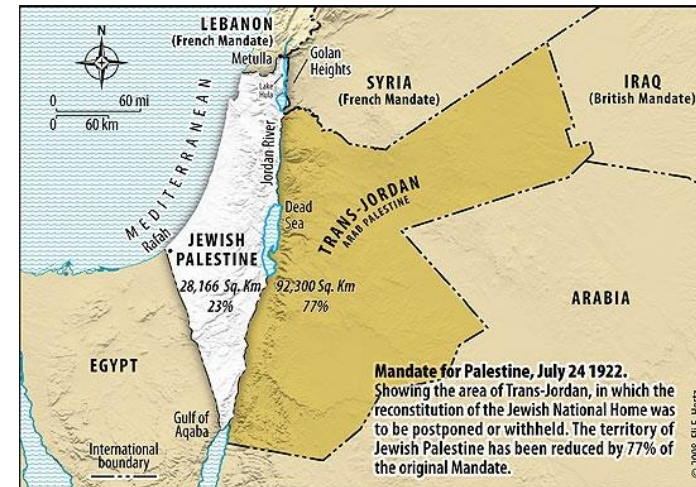 LEBANON
(French Mandate)
Metulla
Golan
Heights
Lake
Hula
SYRIA
(French Mandate)
IRAQ
(British Mandate)
N
0 60 mi
0 60 km
MEDITERRANEAN
Rafah
Jordan River
Dead
Sea
TRANS-JORDAN
ARAB PALESTINE
JEWISH
PALESTINE
28,166 Sq. Km
23%
92,300 Sq. Km
77%
ARABIA
EGYPT
Gulf of
Aqaba
International
boundary
Mandate for Palestine, July 24 1922.
Showing the area of Trans-Jordan, in which the
reconstitution of the Jewish National Home was
to be postponed or withheld. The territory of
Jewish Palestine has been reduced by 77% of
the original Mandate.
© 2008